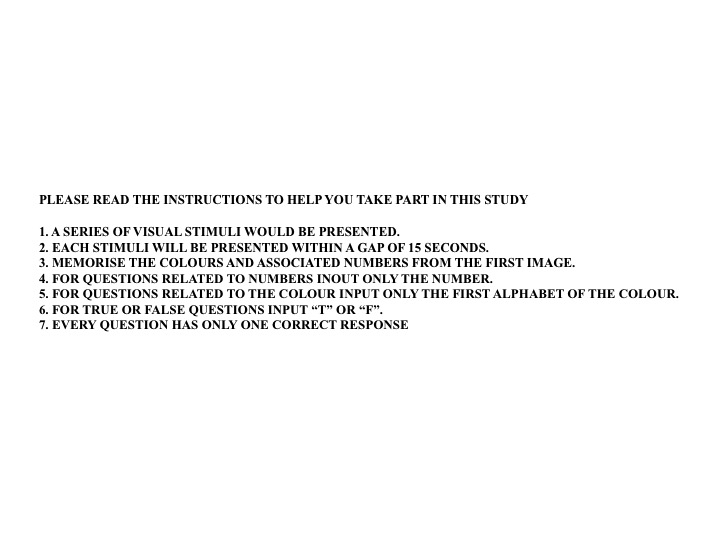 PLEASE READ THE INSTRUCTIONS TO HELP YOU TAKE PART IN THIS STUDY
1. A SERIES OF VISUAL STIMULI WOULD BE PRESENTED.
2. EACH STIMULI WILL BE PRESENTED WITHIN A GAP OF 15 SECONDS.
3. MEMORISE THE COLOURS AND ASSOCIATED NUMBERS FROM THE FIRST IMAGE.
4. FOR QUESTIONS RELATED TO NUMBERS INOUT ONLY THE NUMBER.
5. FOR QUESTIONS RELATED TO THE COLOUR INPUT ONLY THE FIRST ALPHABET OF THE COLOUR.
6. FOR TRUE OR FALSE QUESTIONS INPUT “T” OR “F”.
7. EVERY QUESTION HAS ONLY ONE CORRECT RESPONSE